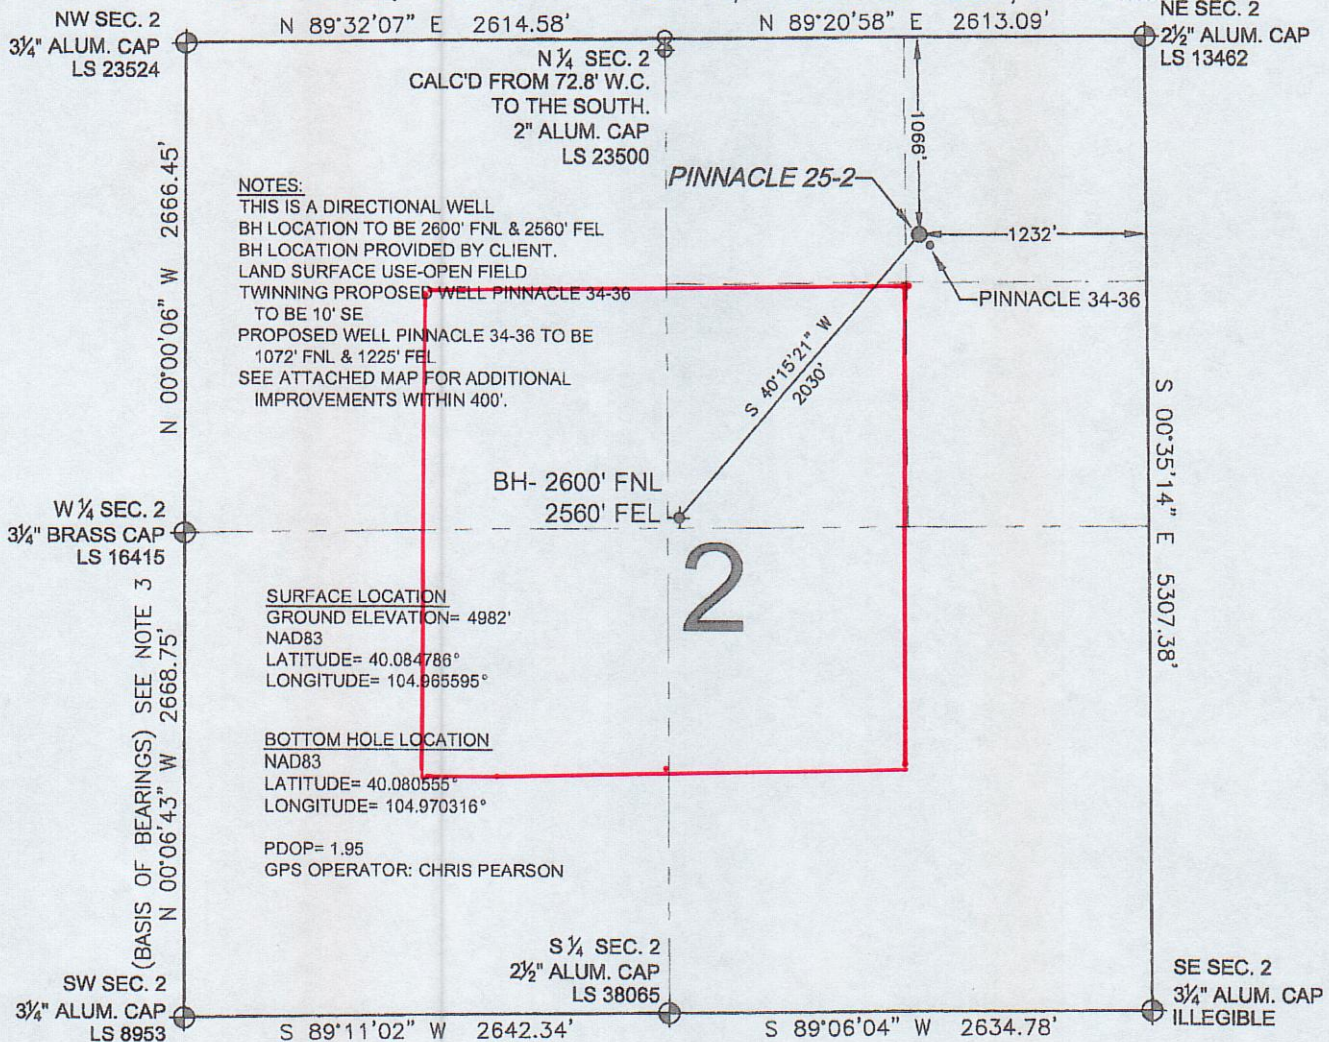 NW SEC. 2
3¼" ALUM. CAP
LS 23524
N 89°32'07" E 2614.58'
N 89°20'58" E 2613.09'
NE SEC. 2
2½" ALUM. CAP
LS 13462
N ¼ SEC. 2
CALC'D FROM 72.8' W.C.
TO THE SOUTH.
2" ALUM. CAP
LS 23500
1066'
PINNACLE 25-2
1232'
PINNACLE 34-36
N 00°00'06" W 2666.45'
NOTES:
THIS IS A DIRECTIONAL WELL
BH LOCATION TO BE 2600' FNL & 2560' FEL
BH LOCATION PROVIDED BY CLIENT.
LAND SURFACE USE-OPEN FIELD
TWINNING PROPOSED WELL PINNACLE 34-36
TO BE 10' SE
PROPOSED WELL PINNACLE 34-36 TO BE
1072' FNL & 1225' FEL
SEE ATTACHED MAP FOR ADDITIONAL
IMPROVEMENTS WITHIN 400'.
S 40°15'21" W
2030'
S 00°35'14" E 5307.38'
BH- 2600' FNL
2560' FEL
W ¼ SEC. 2
3¼" BRASS CAP
LS 16415
2
SURFACE LOCATION
GROUND ELEVATION= 4982'
NAD83
LATITUDE= 40.084786°
LONGITUDE= 104.965595°
BOTTOM HOLE LOCATION
NAD83
LATITUDE= 40.080555°
LONGITUDE= 104.970316°
PDOP= 1.95
GPS OPERATOR: CHRIS PEARSON
(BASIS OF BEARINGS) SEE NOTE 3
N 00°06'43" W 2668.75'
SW SEC. 2
3¼" ALUM. CAP
LS 8953
S 89°11'02" W 2642.34'
S ¼ SEC. 2
2½" ALUM. CAP
LS 38065
S 89°06'04" W 2634.78'
SE SEC. 2
3¼" ALUM. CAP
ILLEGIBLE